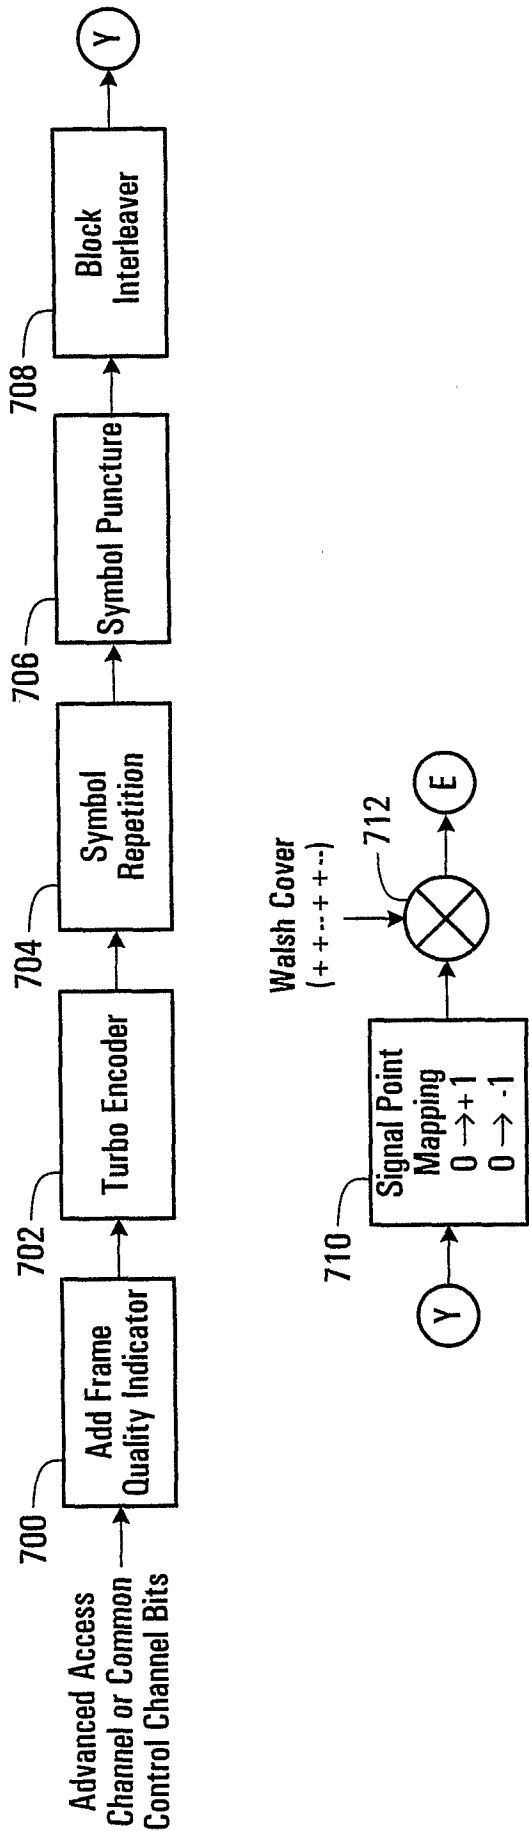 Advanced Access
Channel or Common
Control Channel Bits
700
Add Frame
Quality Indicator
702
Turbo Encoder
704
Symbol
Repetition
706
Symbol Puncture
708
Block
Interleaver
Y
Y
710
Signal Point
Mapping
0 → +1
0 → -1
Walsh Cover
(+ + -- + + --)
712
E